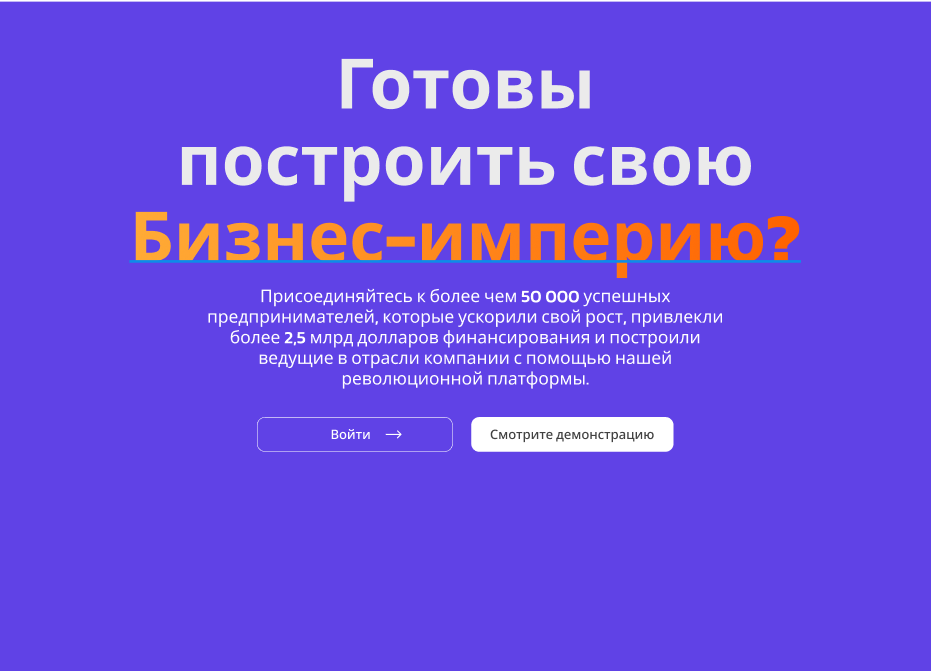 Готовы
построить свою
Бизнес-империю?
Присоединяйтесь к более чем 50 000 успешных
предпринимателей, которые ускорили свой рост, привлекли
более 2,5 млрд долларов финансирования и построили
ведущие в отрасли компании с помощью нашей
революционной платформы.
Войти →
Смотрите демонстрацию